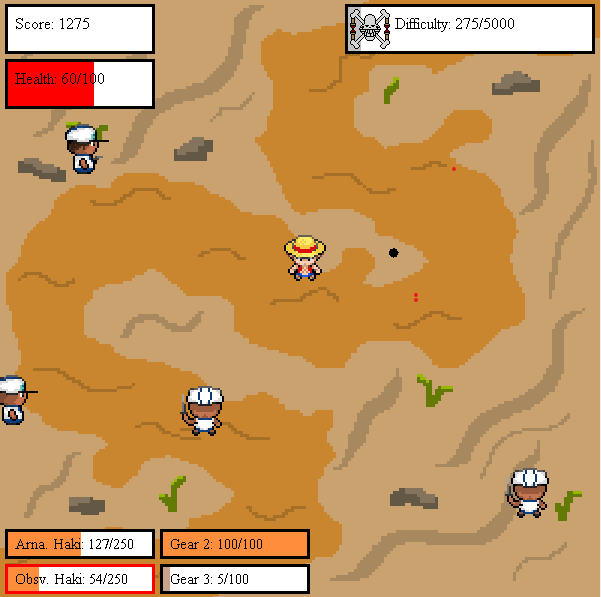 Score: 1275
Difficulty: 275/5000
Health: 60/100
Arna. Haki: 127/250
Gear 2: 100/100
Obsv. Haki: 54/250
Gear 3: 5/100